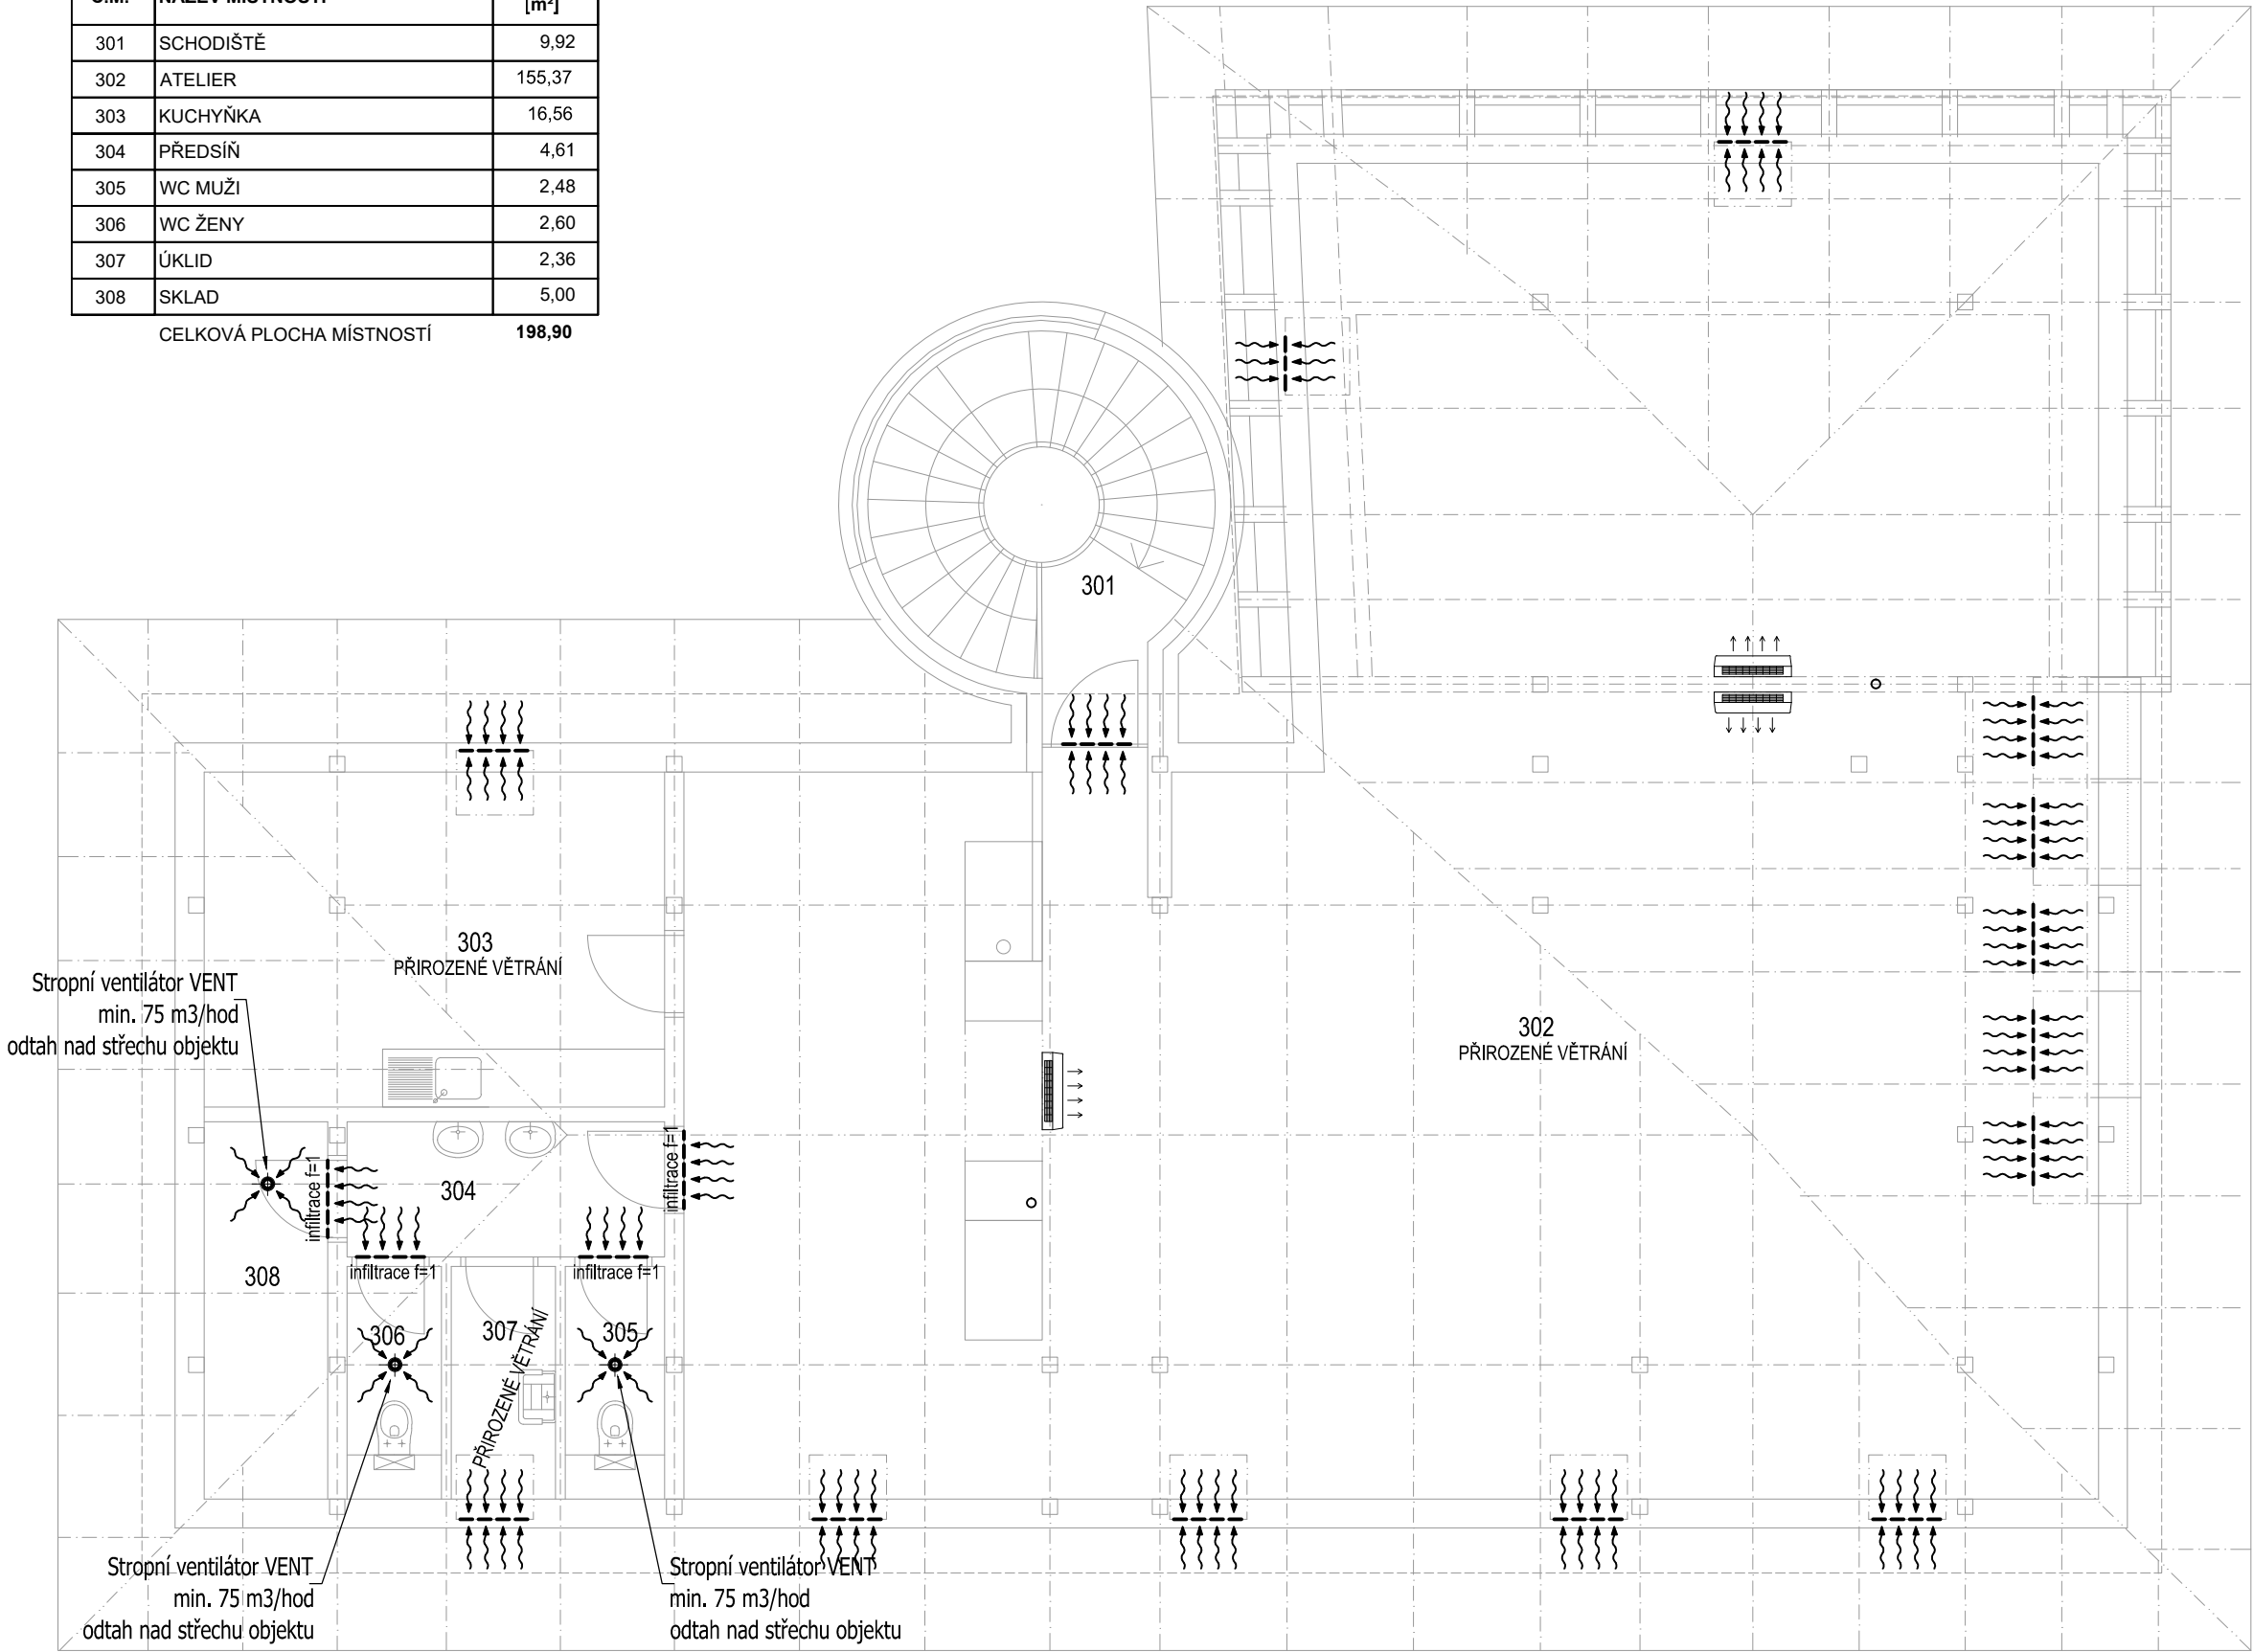 Č.M. NÁZEV MÍSTNOSTI [m²]
301 SCHODIŠTĚ 9,92
302 ATELIER 155,37
303 KUCHYŇKA 16,56
304 PŘEDSÍŇ 4,61
305 WC MUŽI 2,48
306 WC ŽENY 2,60
307 ÚKLID 2,36
308 SKLAD 5,00
CELKOVÁ PLOCHA MÍSTNOSTÍ 198,90
301
303
PŘIROZENÉ VĚTRÁNÍ
Stropní ventilátor VENT
min. 75 m3/hod
odtah nad střechu objektu
302
PŘIROZENÉ VĚTRÁNÍ
infiltrace f=1
304
infiltrace f=1
308
infiltrace f=1
infiltrace f=1
306
307
PŘIROZENÉ VĚTRÁNÍ
305
Stropní ventilátor VENT
min. 75 m3/hod
odtah nad střechu objektu
Stropní ventilátor VENT
min. 75 m3/hod
odtah nad střechu objektu